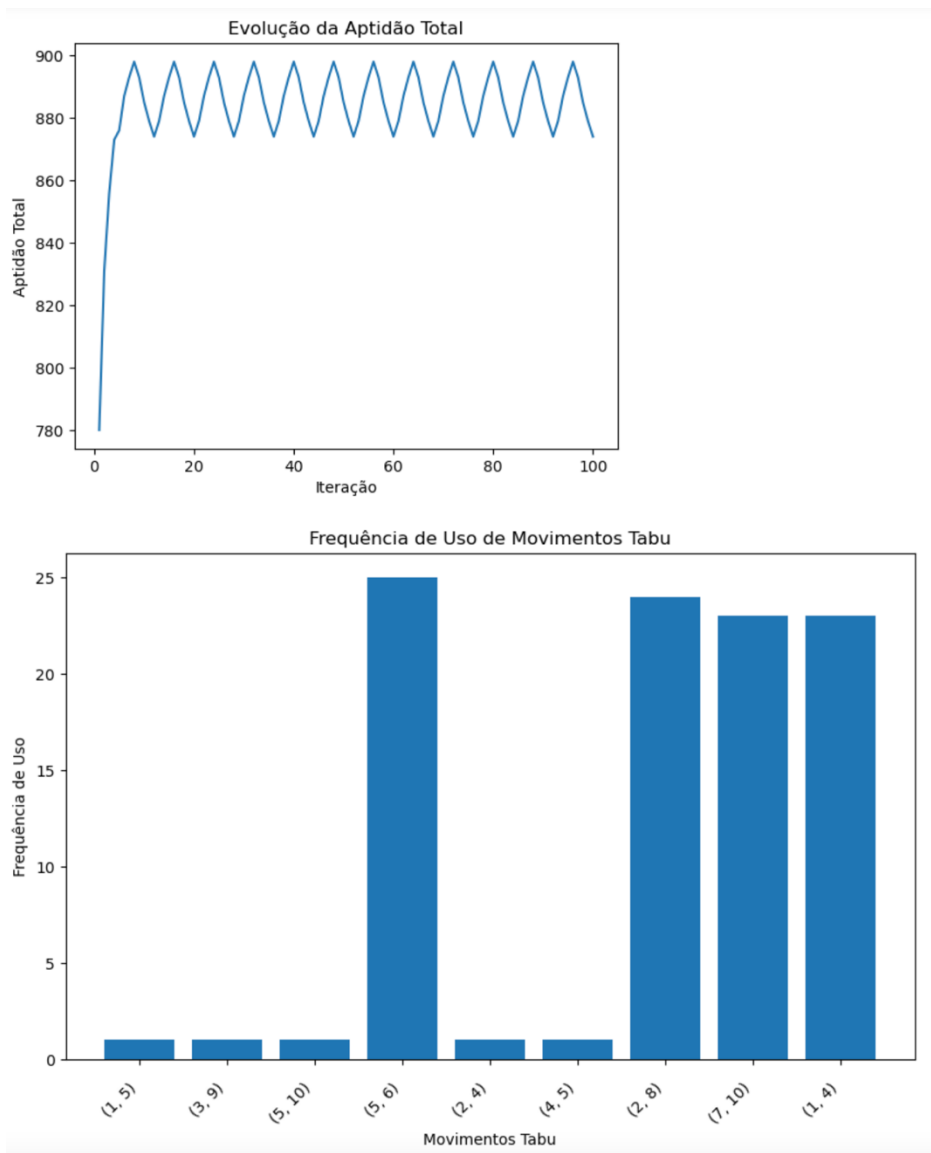 Evolução da Aptidão Total
900
880
860
840
820
800
780
Aptidão Total
0 20 40 60 80 100
Iteração
Frequência de Uso de Movimentos Tabu
25
20
15
10
5
0
Frequência de Uso
(1, 5) (3, 9) (5, 10) (5, 6) (2, 4) (4, 5) (2, 8) (7, 10) (1, 4)
Movimentos Tabu